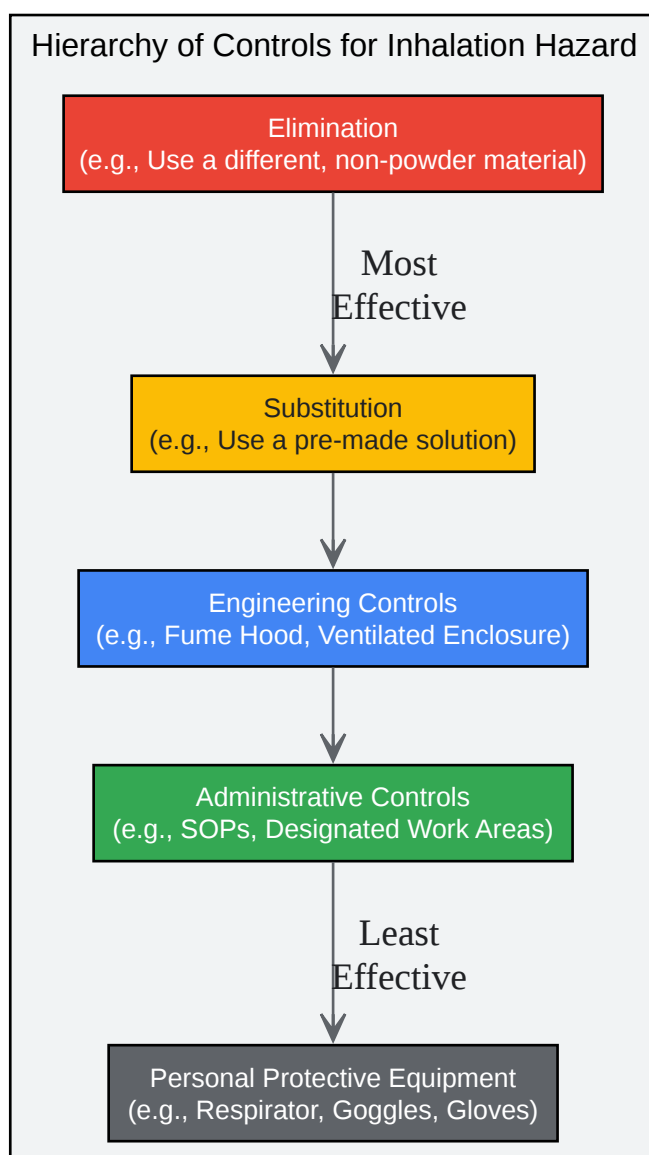 Hierarchy of Controls for Inhalation Hazard
Elimination
(e.g., Use a different, non-powder material)
Most
Effective
Substitution
(e.g., Use a pre-made solution)
Engineering Controls
(e.g., Fume Hood, Ventilated Enclosure)
Administrative Controls
(e.g., SOPs, Designated Work Areas)
Least
Effective
Personal Protective Equipment
(e.g., Respirator, Goggles, Gloves)